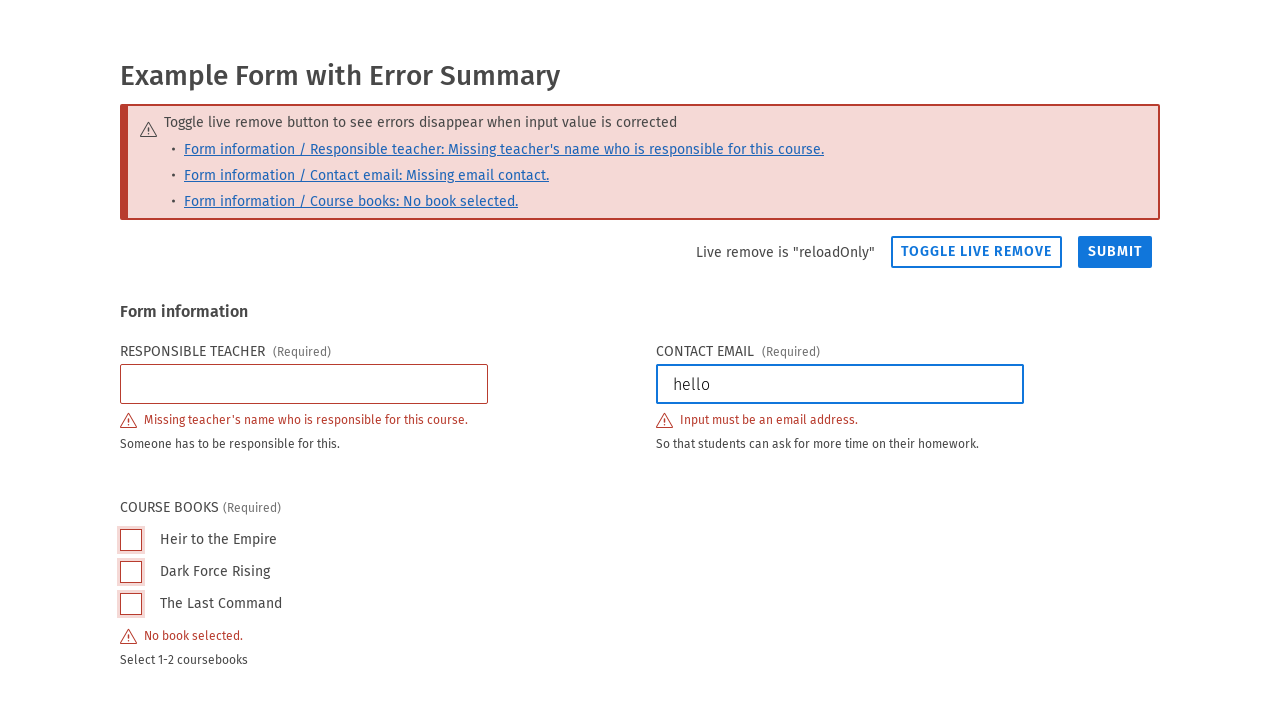 Example Form with Error Summary
Toggle live remove button to see errors disappear when input value is corrected
• Form information / Responsible teacher: Missing teacher's name who is responsible for this course.
• Form information / Contact email: Missing email contact.
• Form information / Course books: No book selected.
Live remove is "reloadOnly" TOGGLE LIVE REMOVE SUBMIT
Form information
RESPONSIBLE TEACHER (Required)
Missing teacher's name who is responsible for this course.
Someone has to be responsible for this.
CONTACT EMAIL (Required)
hello
Input must be an email address.
So that students can ask for more time on their homework.
COURSE BOOKS (Required)
Heir to the Empire
Dark Force Rising
The Last Command
No book selected.
Select 1-2 coursebooks